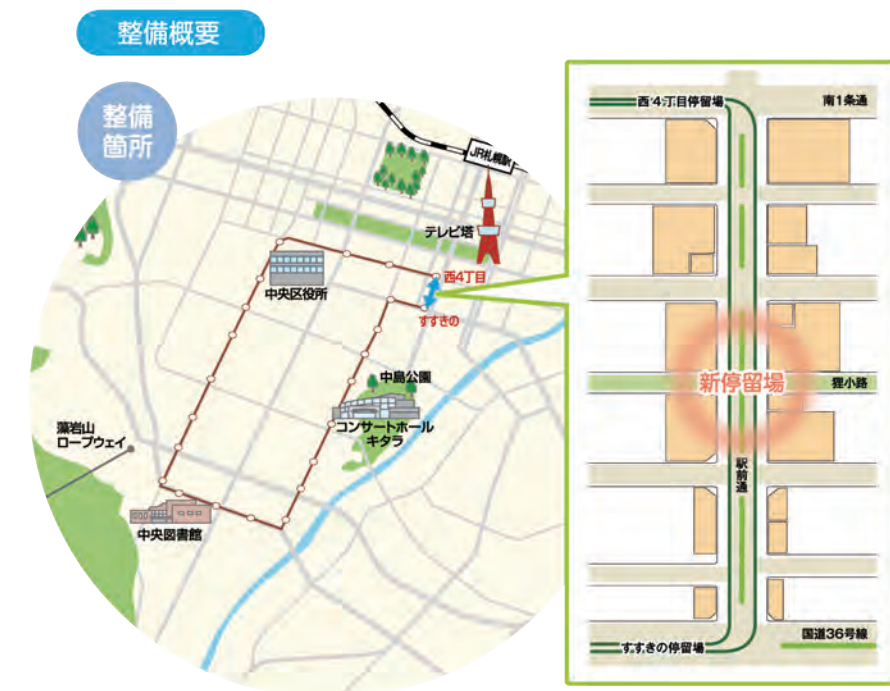 整備概要
整備
箇所
JR札幌駅
テレビ塔
西4丁目
すすきの
中央区役所
中島公園
コンサートホール
キタラ
藻岩山
ロープウェイ
中央図書館
西4丁目停留場
南1条通
新停留場
狸小路
駅前通
国道36号線
すすきの停留場